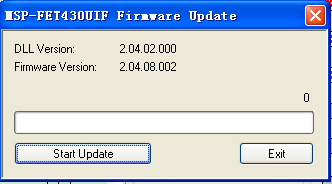 MSP-FET430UIF Firmware Update
DLL Version: 2.04.02.000
Firmware Version: 2.04.08.002
0
Start Update Exit